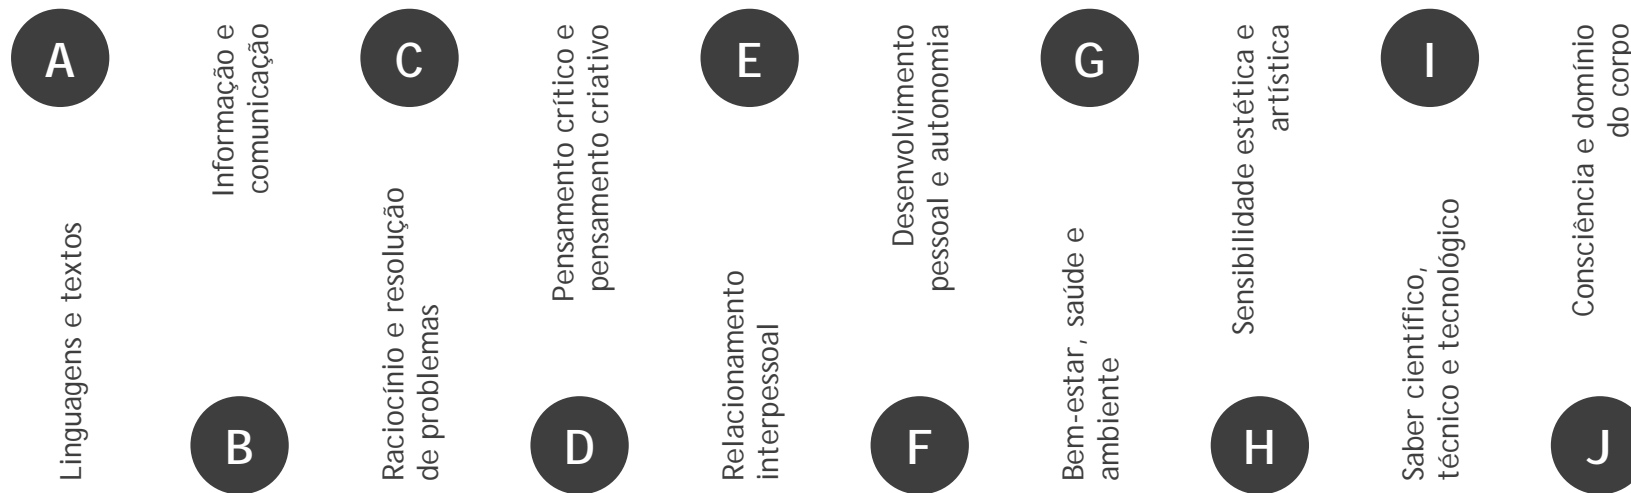 A
Linguagens e textos
B
Informação e
comunicação
C
Raciocínio e resolução
de problemas
D
Pensamento crítico e
pensamento criativo
E
Relacionamento
interpessoal
F
Desenvolvimento
pessoal e autonomia
G
Bem-estar, saúde e
ambiente
H
Sensibilidade estética e
artística
I
Saber científico,
técnico e tecnológico
J
Consciência e domínio
do corpo